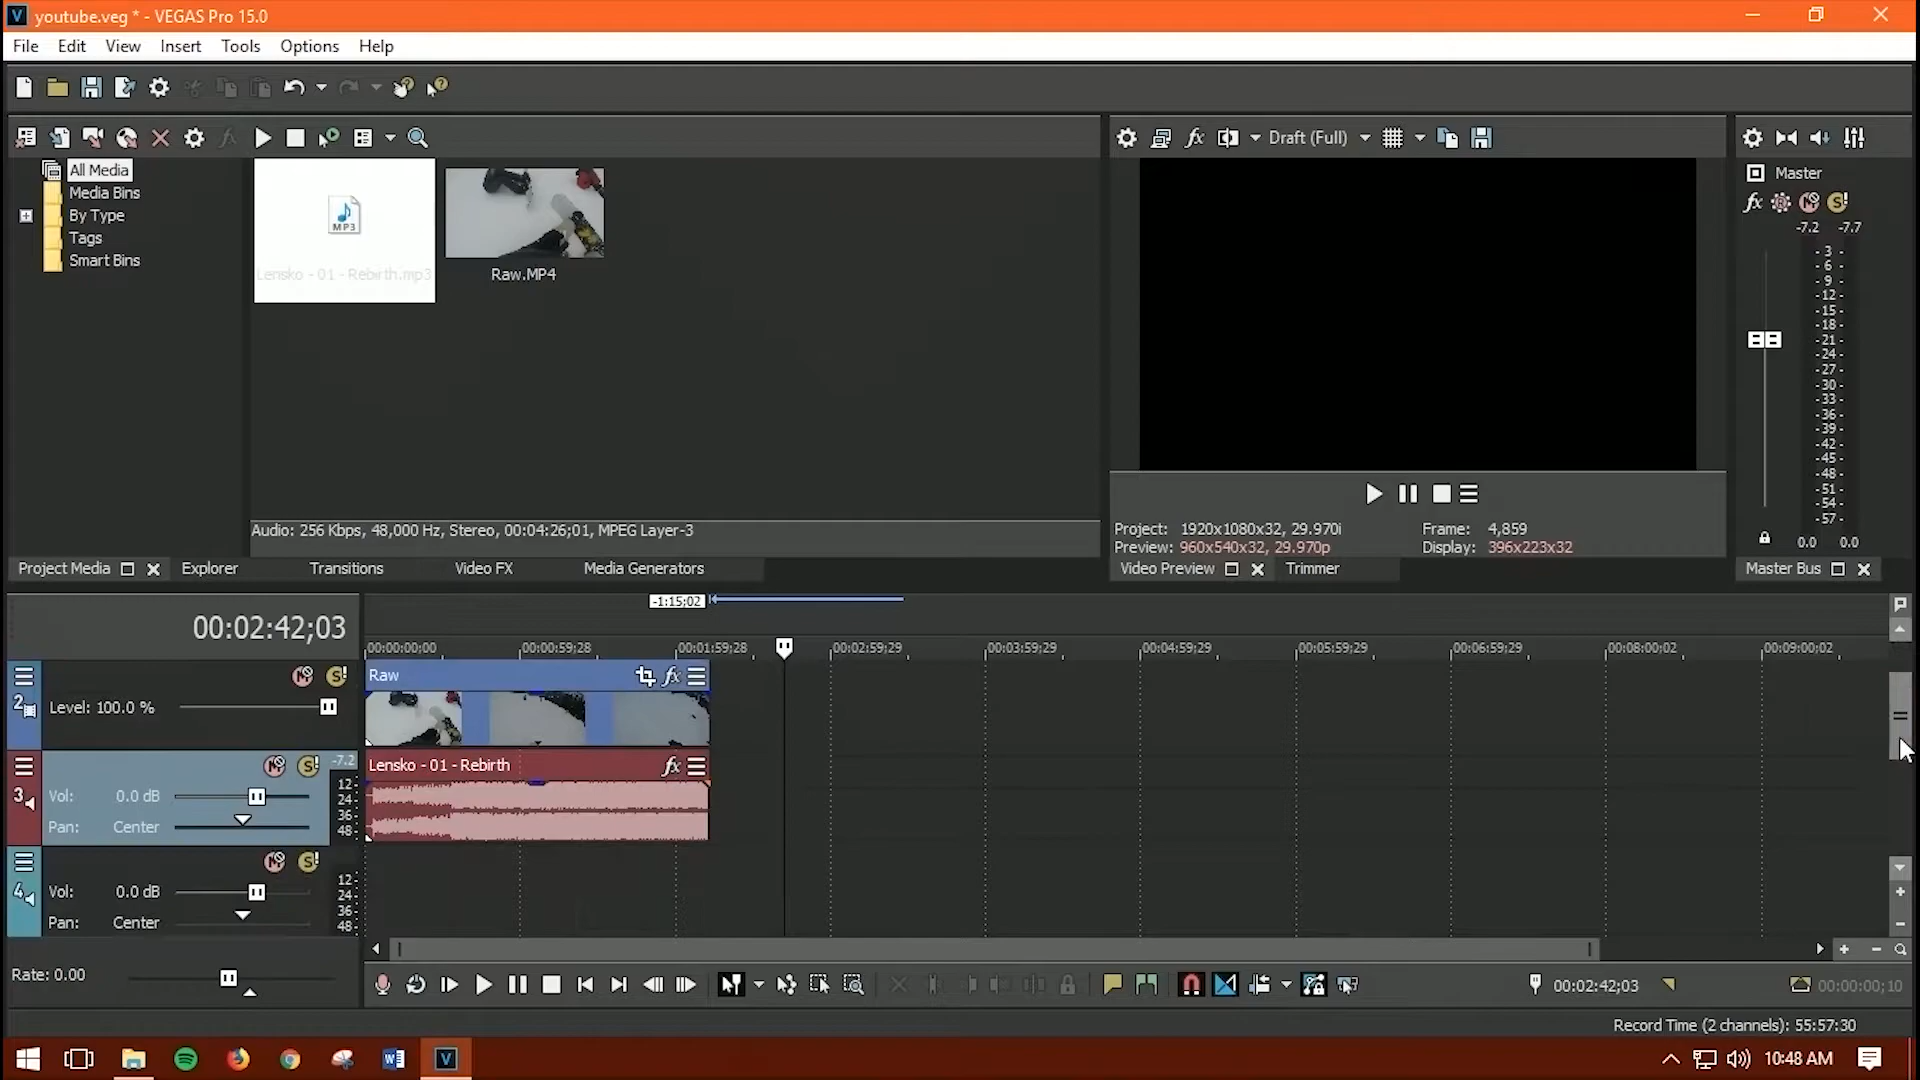 youtube.veg * - VEGAS Pro 15.0
File Edit View Insert Tools Options Help
Draft (Full)
All Media
Media Bins
By Type
Tags
Smart Bins
MP3
Lensko - 01 - Rebirth.mp3
Raw.MP4
Master
-7.2 -7.7
- 3 -
- 6 -
- 9 -
-12-
-15-
-18-
-21-
-24-
-27-
-30-
-33-
-36-
-39-
-42-
-45-
-48-
-51-
-54-
-57-
0.0 0.0
Audio: 256 Kbps, 48,000 Hz, Stereo, 00:04:26;01, MPEG Layer-3
Project: 1920x1080x32, 29.970i Frame: 4,859
Preview: 960x540x32, 29.970p Display: 396x223x32
Project Media Explorer Transitions Video FX Media Generators
Video Preview Trimmer
Master Bus
-1:15;02
00:02:42;03
00:00:00;00 00:00:59;28 00:01:59;28 00:02:59;29 00:03:59;29 00:04:59;29 00:05:59;29 00:06:59;29 00:08:00;02 00:09:00;02
2 Level: 100.0 %
Raw fx
3 Vol: 0.0 dB
Pan: Center
-7.2
12-
24-
36-
48-
Lensko - 01 - Rebirth fx
4 Vol: 0.0 dB
Pan: Center
12-
24-
36-
48-
Rate: 0.00
00:02:42;03
00:00:00;10
Record Time (2 channels): 55:57:30
10:48 AM